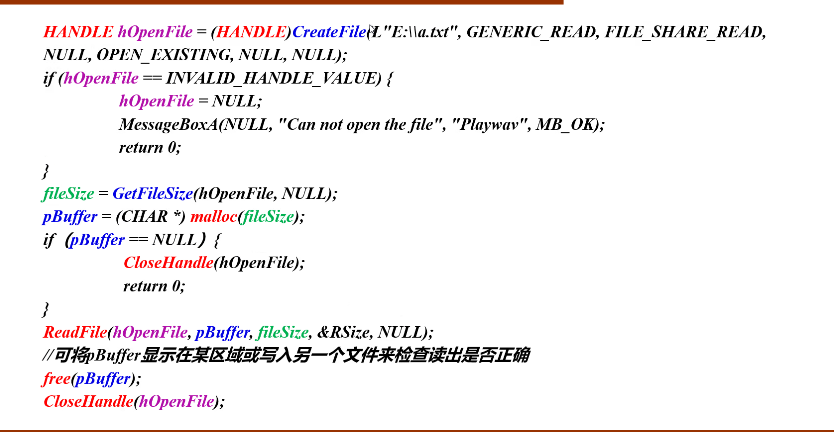 HANDLE hOpenFile = (HANDLE)CreateFile(L"E:\\a.txt", GENERIC_READ, FILE_SHARE_READ,
NULL, OPEN_EXISTING, NULL, NULL);
if (hOpenFile == INVALID_HANDLE_VALUE) {
hOpenFile = NULL;
MessageBoxA(NULL, "Can not open the file", "Playwav", MB_OK);
return 0;
}
fileSize = GetFileSize(hOpenFile, NULL);
pBuffer = (CHAR *) malloc(fileSize);
if（pBuffer == NULL）{
CloseHandle(hOpenFile);
return 0;
}
ReadFile(hOpenFile, pBuffer, fileSize, &RSize, NULL);
//可将pBuffer显示在某区域或写入另一个文件来检查读出是否正确
free(pBuffer);
CloseHandle(hOpenFile);